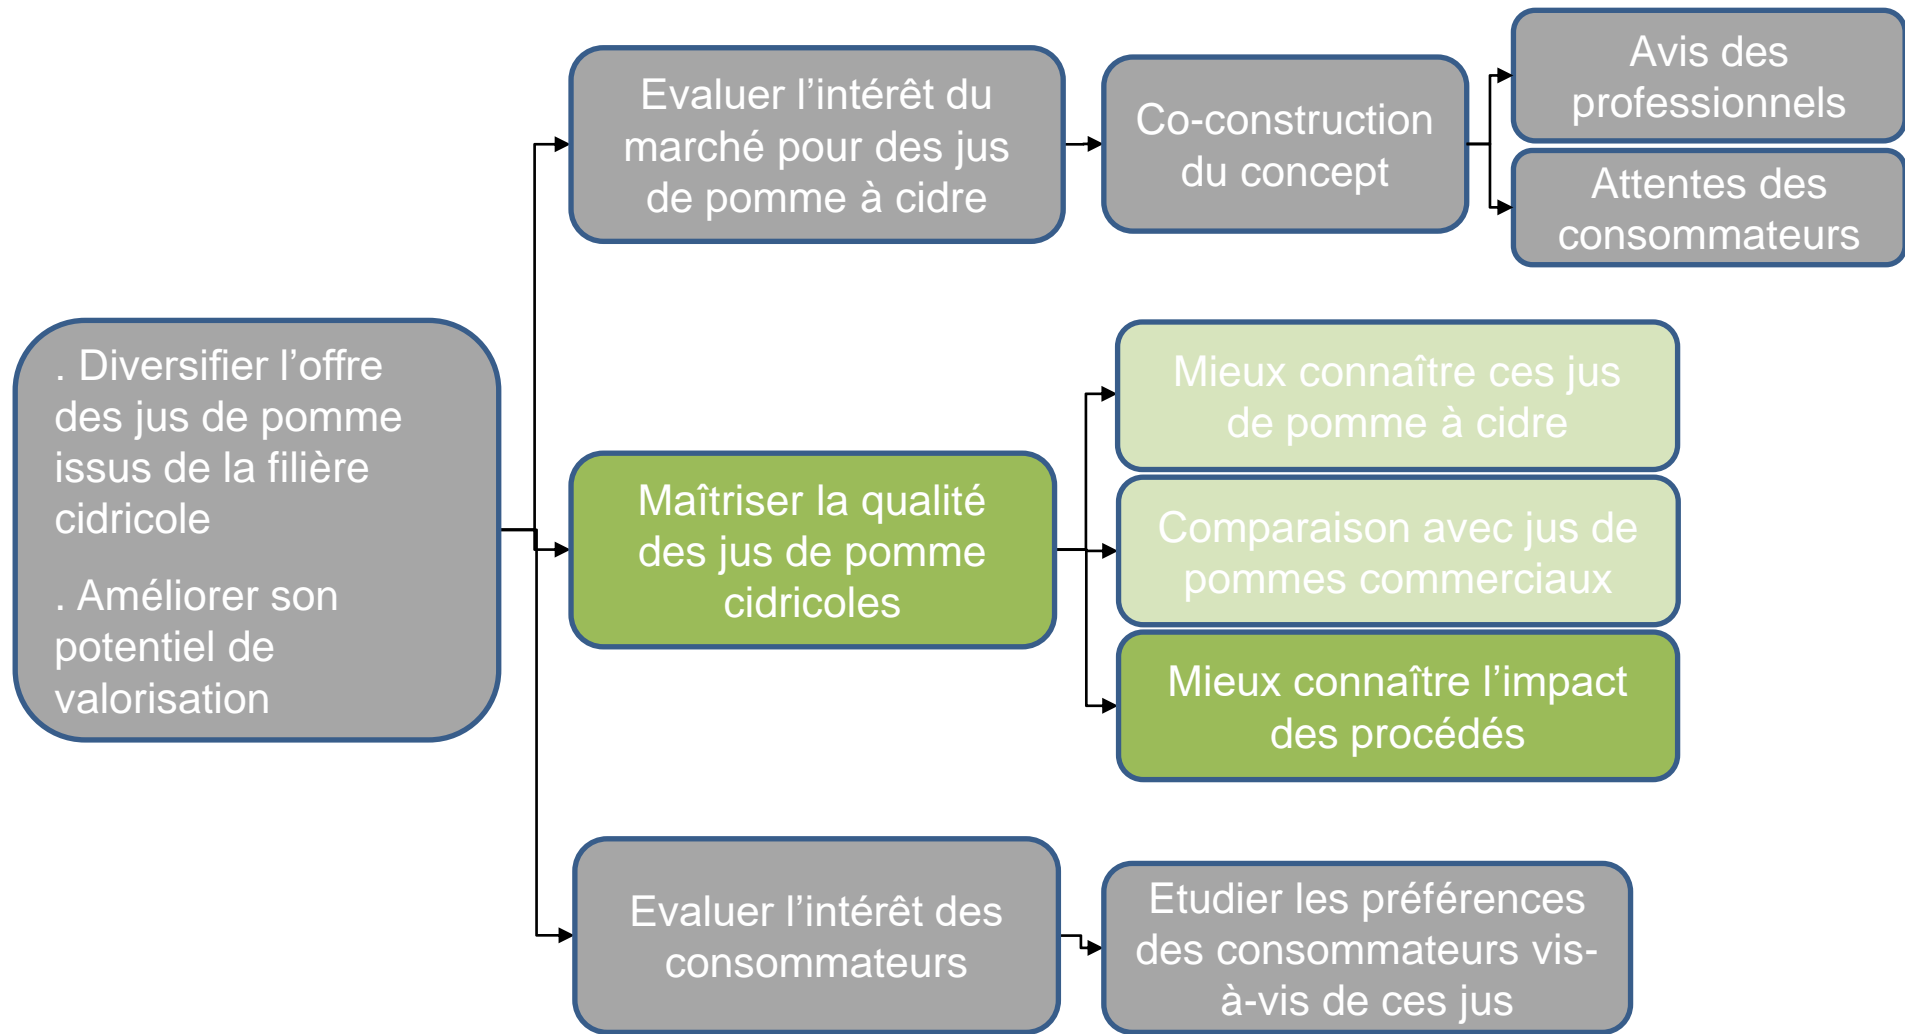 . Diversifier l’offre
des jus de pomme
issus de la filière
cidricole
. Améliorer son
potentiel de
valorisation
Evaluer l’intérêt du
marché pour des jus
de pomme à cidre
Co-construction
du concept
Avis des
professionnels
Attentes des
consommateurs
Maîtriser la qualité
des jus de pomme
cidricoles
Mieux connaître ces jus
de pomme à cidre
Comparaison avec jus de
pommes commerciaux
Mieux connaître l’impact
des procédés
Evaluer l’intérêt des
consommateurs
Etudier les préférences
des consommateurs vis-
à-vis de ces jus